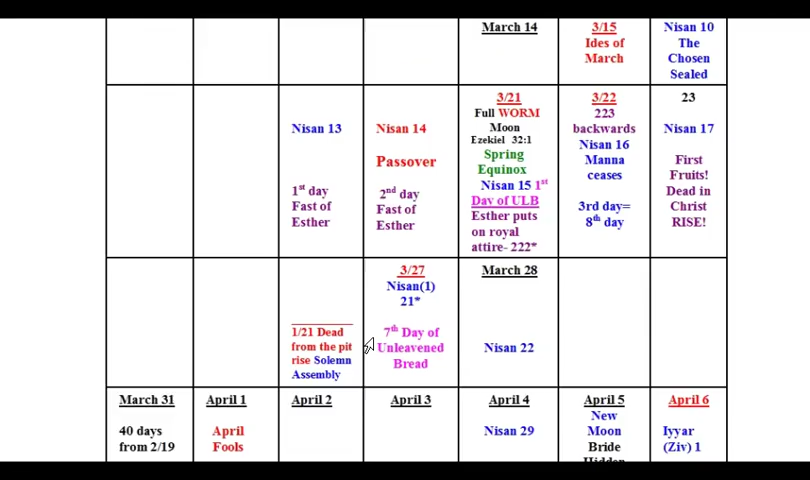 March 14
3/15
Ides of
March
Nisan 10
The
Chosen
Sealed
Nisan 13
1st day
Fast of
Esther
Nisan 14
Passover
2nd day
Fast of
Esther
3/21
Full WORM
Moon
Ezekiel 32:1
Spring
Equinox
Nisan 15 1st
Day of ULB
Esther puts
on royal
attire- 222*
3/22
223
backwards
Nisan 16
Manna
ceases
3rd day=
8th day
23
Nisan 17
First
Fruits!
Dead in
Christ
RISE!
1/21 Dead
from the pit
rise Solemn
Assembly
3/27
Nisan(1)
21*
7th Day of
Unleavened
Bread
March 28
Nisan 22
March 31
40 days
from 2/19
April 1
April
Fools
April 2
April 3
April 4
Nisan 29
April 5
New
Moon
Bride
Hidden
April 6
Iyyar
(Ziv) 1